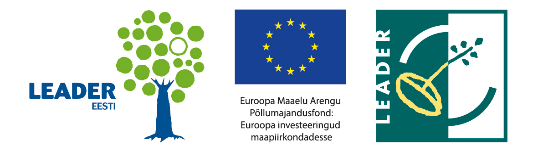 LEADER
EESTI
Euroopa Maaelu Arengu
Põllumajandusfond:
Euroopa investeeringud
maapiirkondadesse
LEADER